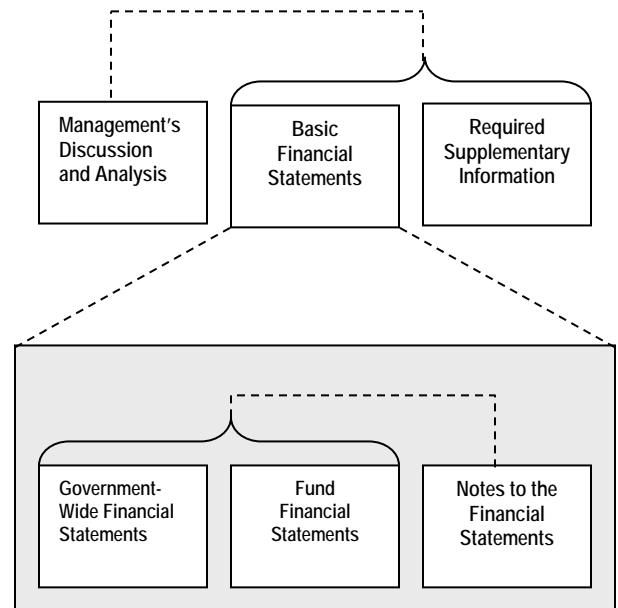 Management's
Discussion
and Analysis
Basic
Financial
Statements
Required
Supplementary
Information
Government-
Wide Financial
Statements
Fund
Financial
Statements
Notes to the
Financial
Statements